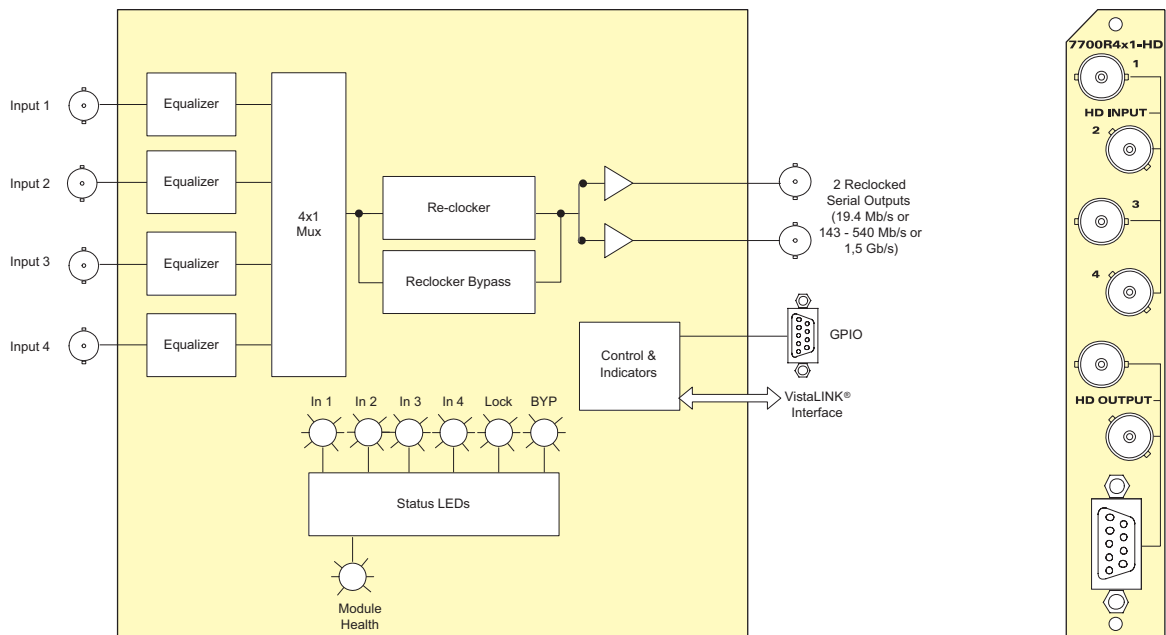 Input 1
Equalizer
Input 2
Equalizer
Input 3
Equalizer
Input 4
Equalizer
4x1
Mux
Re-clocker
Reclocker Bypass
2 Reclocked
Serial Outputs
(19.4 Mb/s or
143 - 540 Mb/s or
1,5 Gb/s)
Control &
Indicators
GPIO
VistaLINK®
Interface
In 1
In 2
In 3
In 4
Lock
BYP
Status LEDs
Module
Health
7700R4x1-HD
1
HD INPUT
2
3
4
HD OUTPUT